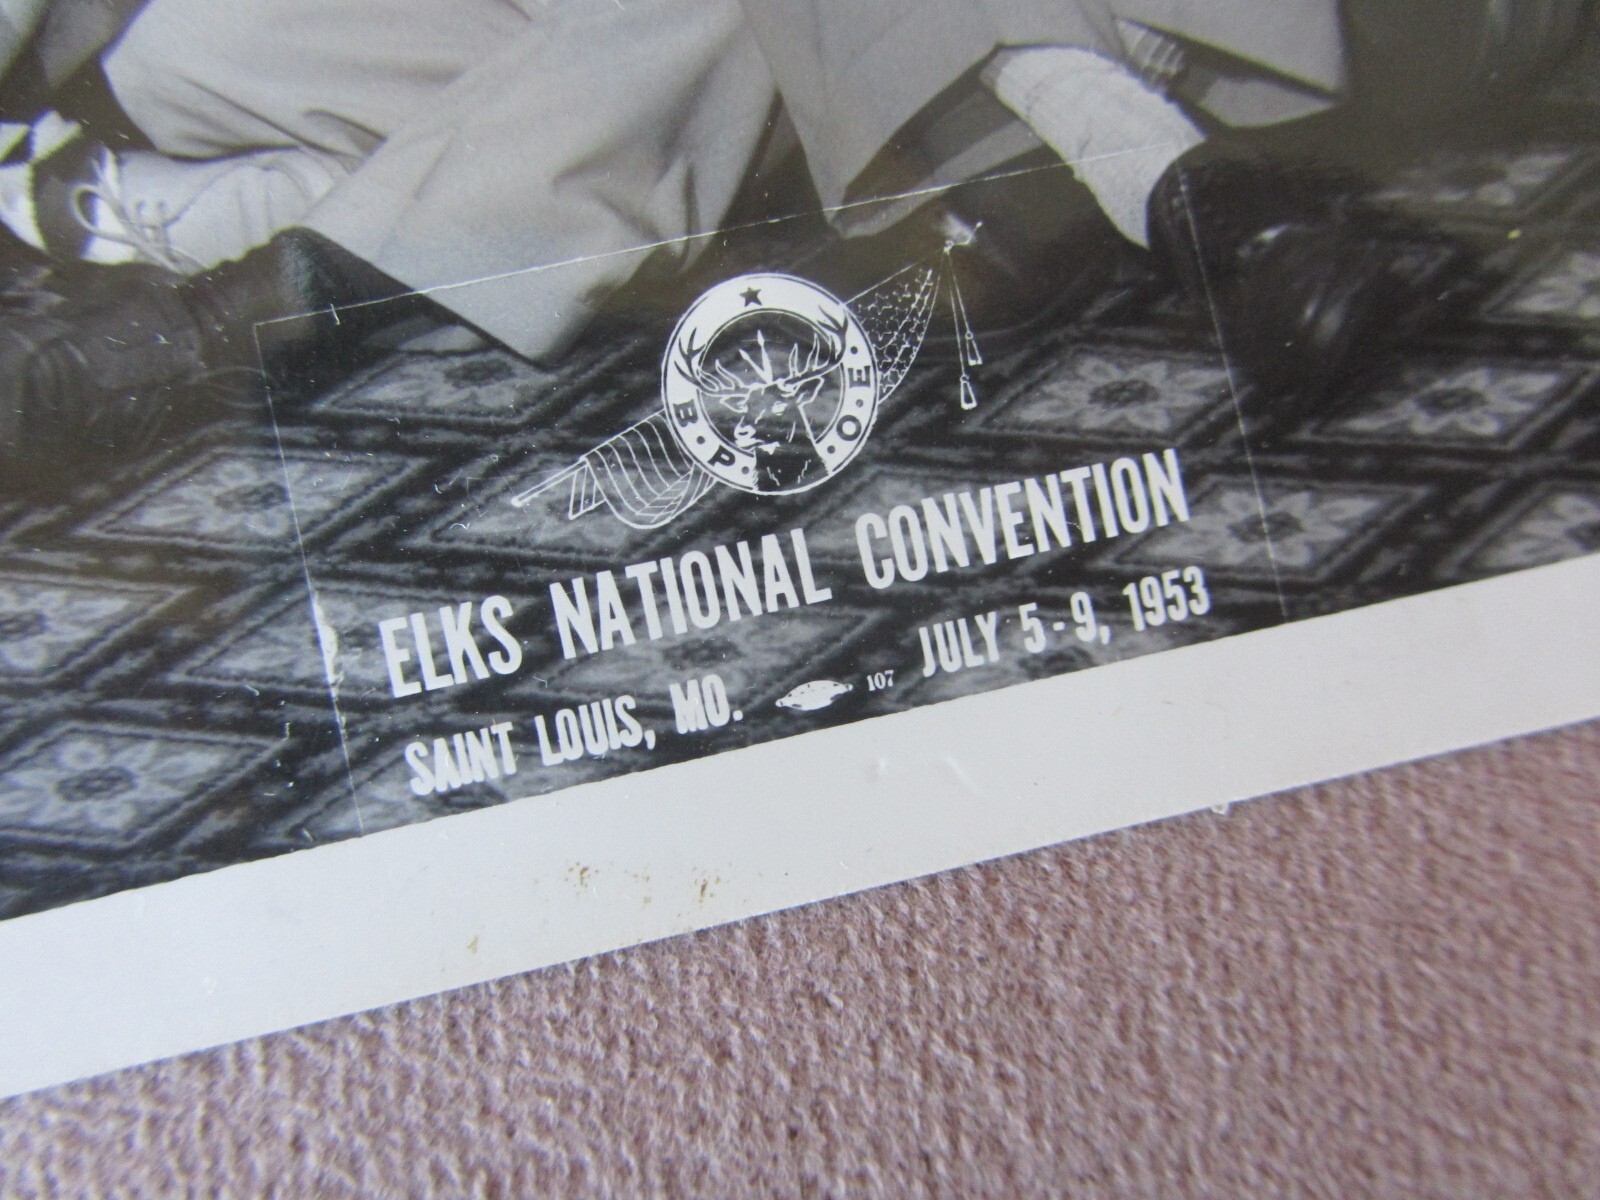 B. P. O. E.
ELKS NATIONAL CONVENTION
SAINT LOUIS, MO. 107 JULY 5-9, 1953